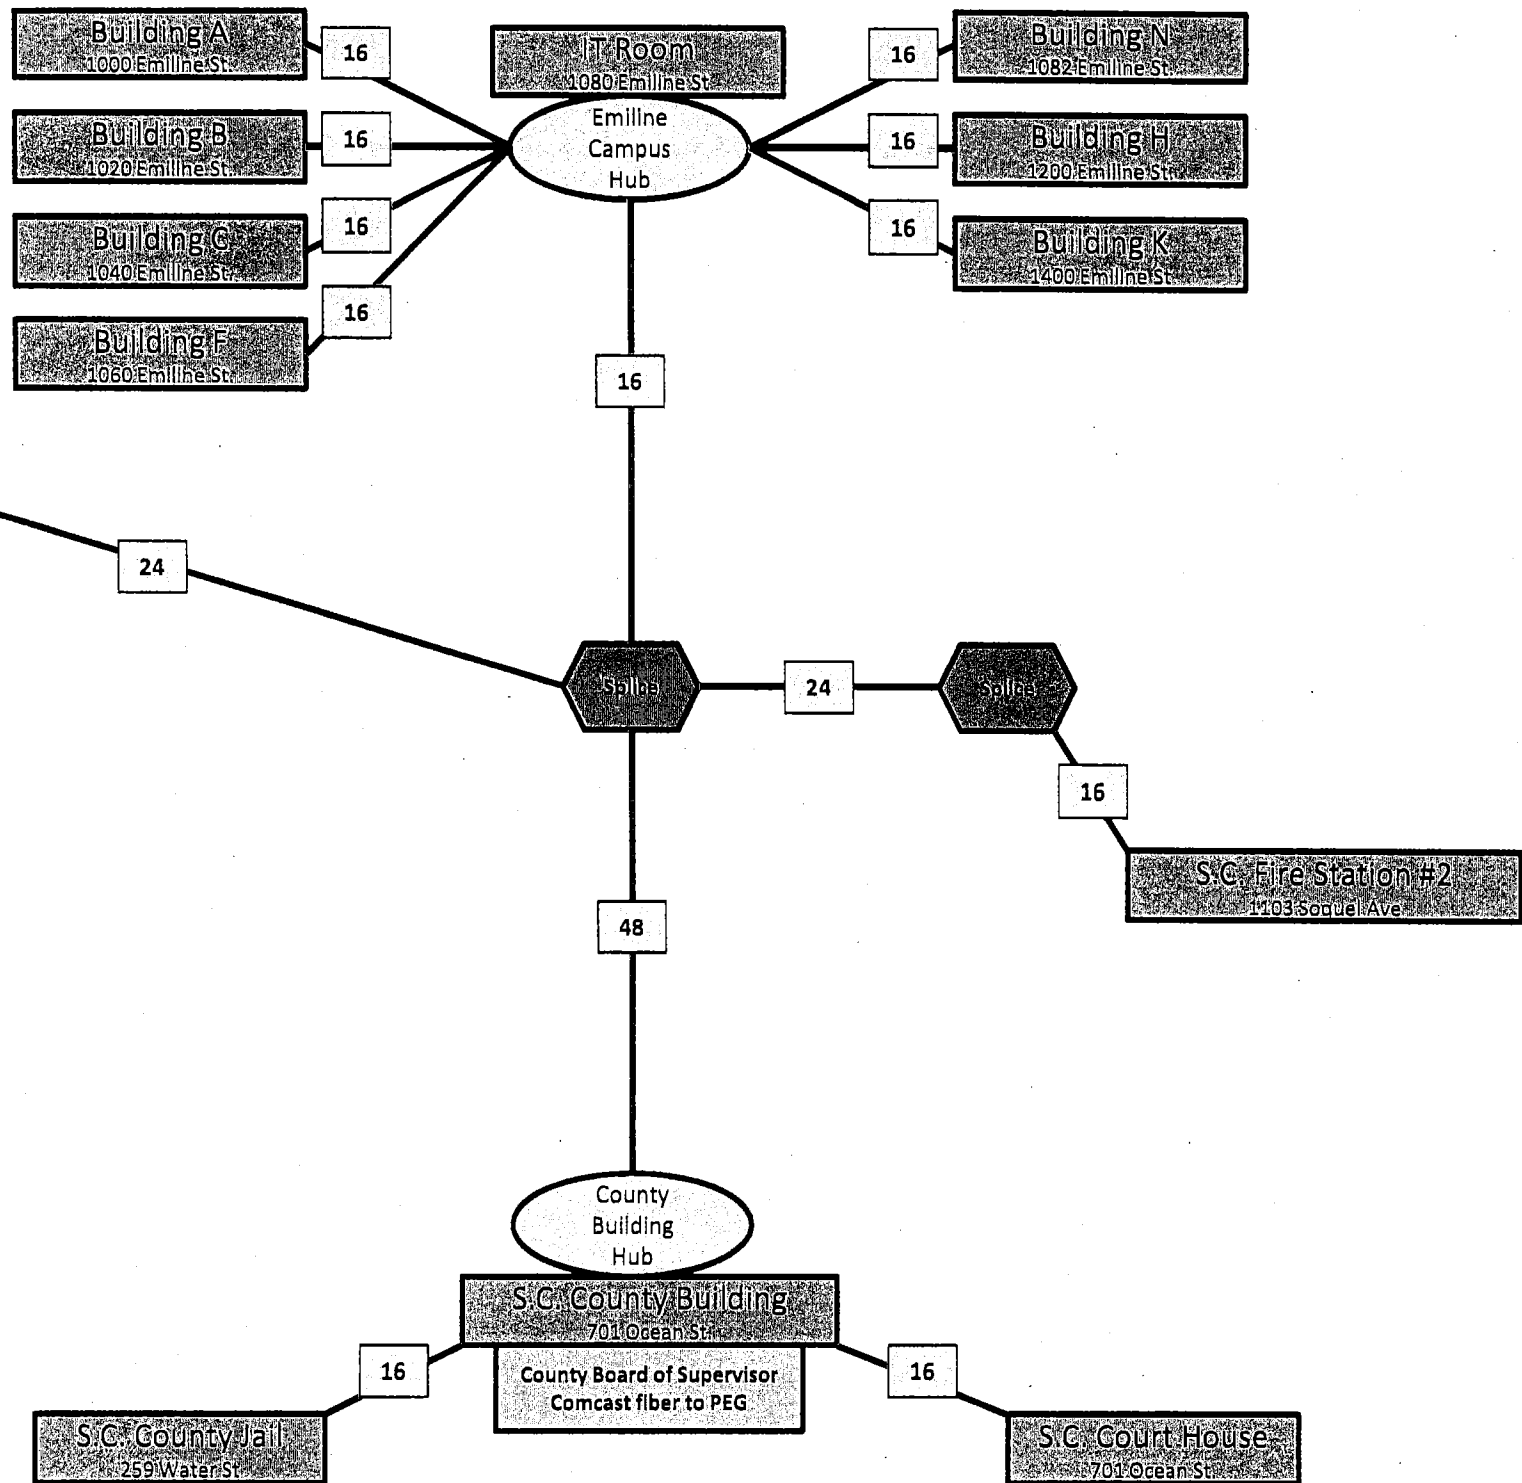 Building A
1000 Emiline St.
16
IT Room
1080 Emiline St
16
Building N
1082 Emiline St.
Emiline
Campus
Hub
Building B
1020 Emiline St.
16
16
Building H
1200 Emiline St.
Building C
1040 Emiline St.
16
16
Building K
1400 Emiline St
Building F
1060 Emiline St.
16
16
24
Splice
24
Splice
16
S.C. Fire Station #2
1103 Soquel Ave
48
County
Building
Hub
S.C. County Building
701 Ocean St.
County Board of Supervisor
Comcast fiber to PEG
16
16
S.C. County Jail
259 Water St
S.C. Court House
701 Ocean St.